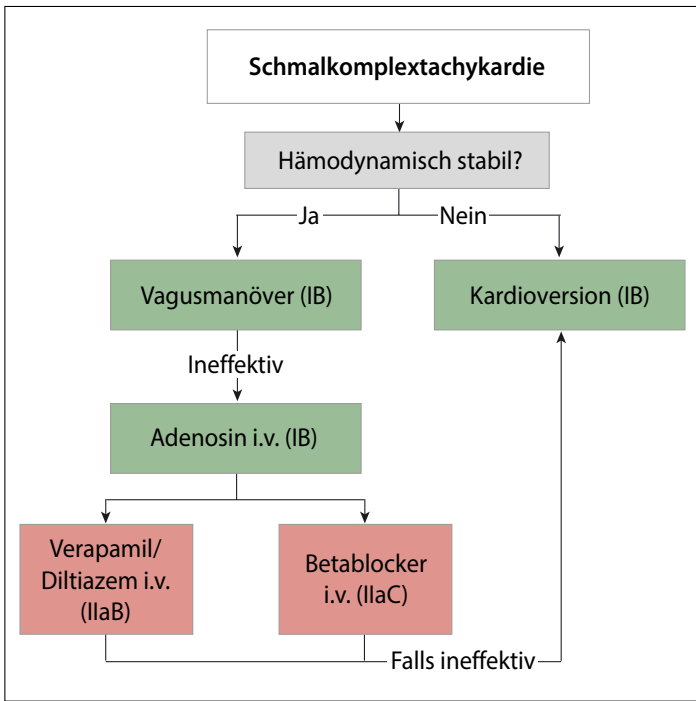 Schmalkomplextachykardie
Hämodynamisch stabil?
Ja
Nein
Vagusmanöver (IB)
Kardioversion (IB)
Ineffektiv
Adenosin i.v. (IB)
Verapamil/
Diltiazem i.v.
(IIaB)
Betablocker
i.v. (IIaC)
Falls ineffektiv